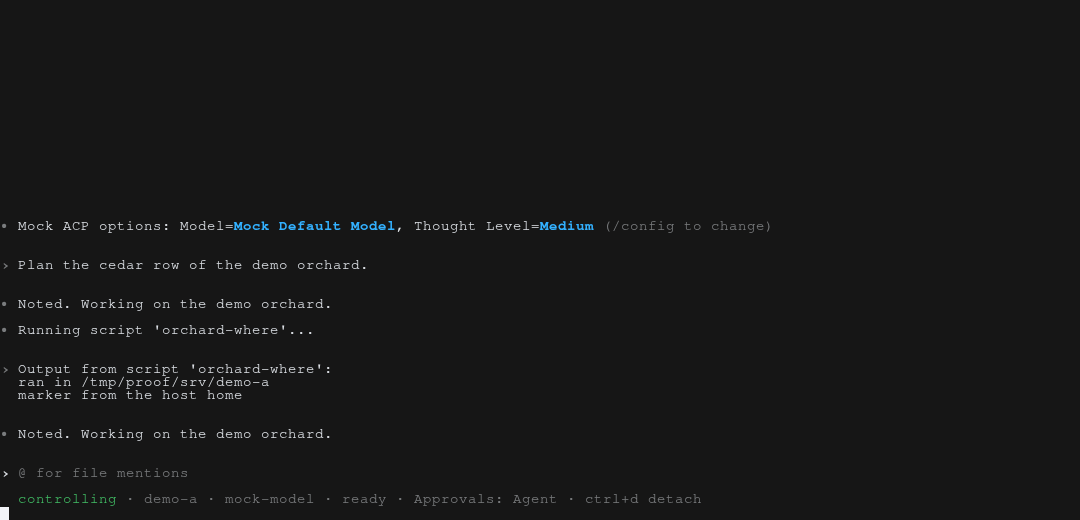 • Mock ACP options: Model=Mock Default Model, Thought Level=Medium (/config to change)
› Plan the cedar row of the demo orchard.
• Noted. Working on the demo orchard.
• Running script 'orchard-where'...
› Output from script 'orchard-where':
ran in /tmp/proof/srv/demo-a
marker from the host home
• Noted. Working on the demo orchard.
› @ for file mentions
controlling · demo-a · mock-model · ready · Approvals: Agent · ctrl+d detach